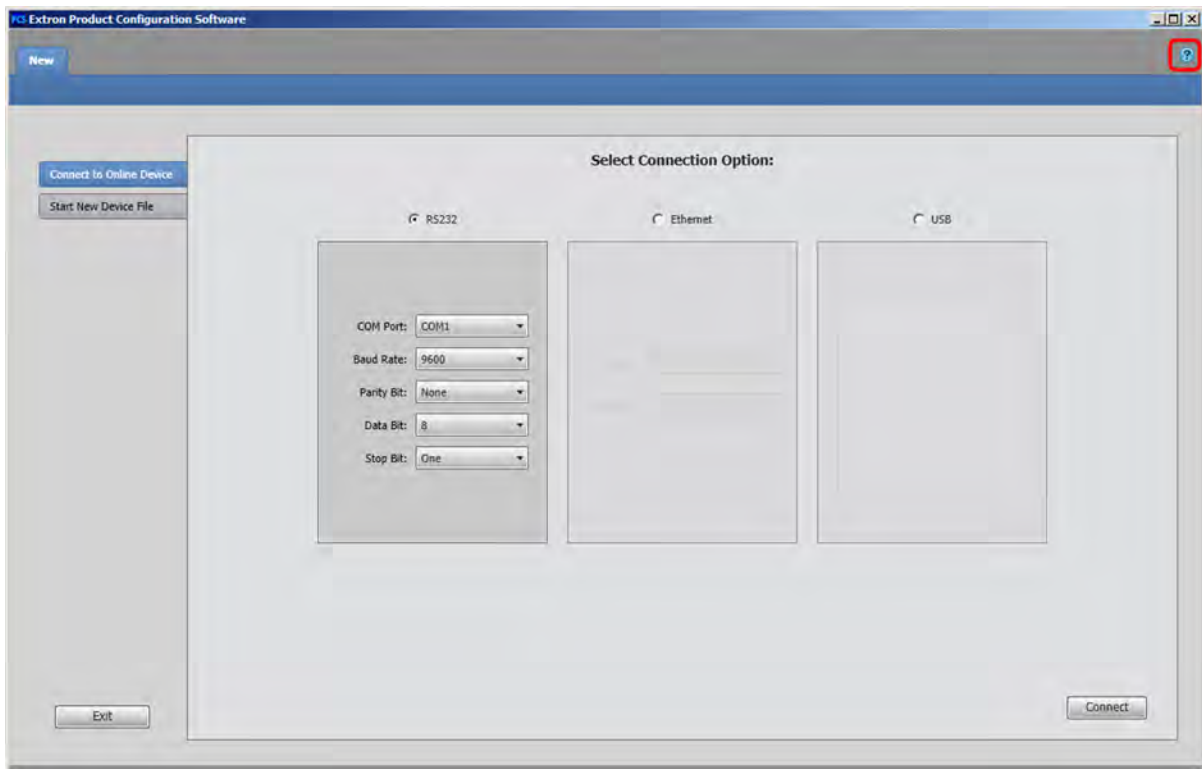 PCS Extron Product Configuration Software
New
?
Connect to Online Device
Start New Device File
Select Connection Option:
RS232
Ethernet
USB
COM Port: COM1
Baud Rate: 9600
Parity Bit: None
Data Bit: 8
Stop Bit: One
Exit
Connect